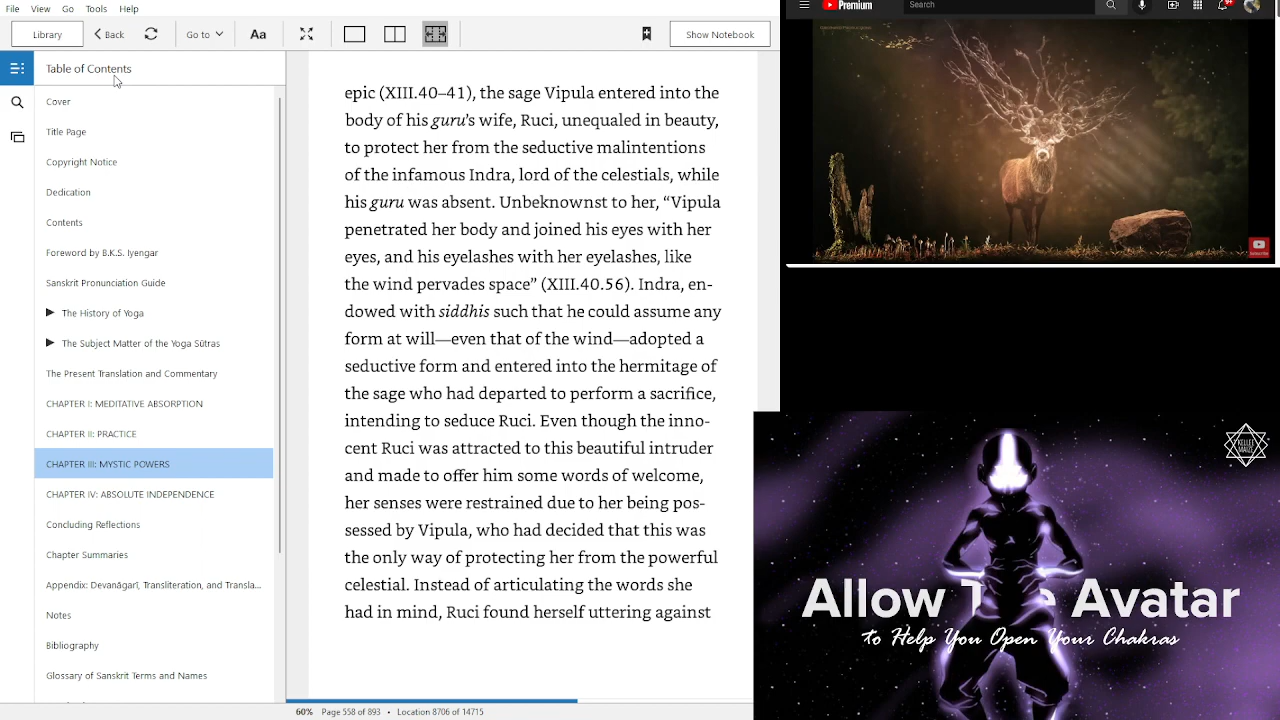 File View Go Tools Help
Library
Back
Go to
Aa
Show Notebook
Table of Contents
Cover
Title Page
Copyright Notice
Dedication
Contents
Foreword by B.K.S. Iyengar
Sanskrit Pronunciation Guide
The History of Yoga
The Subject Matter of the Yoga Sūtras
The Present Translation and Commentary
CHAPTER I: MEDITATIVE ABSORPTION
CHAPTER II: PRACTICE
CHAPTER III: MYSTIC POWERS
CHAPTER IV: ABSOLUTE INDEPENDENCE
Concluding Reflections
Chapter Summaries
Appendix: Devanāgarī, Transliteration, and Transla...
Notes
Bibliography
Glossary of Sanskrit Terms and Names
epic (XIII.40–41), the sage Vipula entered into the
body of his guru's wife, Ruci, unequaled in beauty,
to protect her from the seductive malintentions
of the infamous Indra, lord of the celestials, while
his guru was absent. Unbeknownst to her, “Vipula
penetrated her body and joined his eyes with her
eyes, and his eyelashes with her eyelashes, like
the wind pervades space” (XIII.40.56). Indra, en-
dowed with siddhis such that he could assume any
form at will—even that of the wind—adopted a
seductive form and entered into the hermitage of
the sage who had departed to perform a sacrifice,
intending to seduce Ruci. Even though the inno-
cent Ruci was attracted to this beautiful intruder
and made to offer him some words of welcome,
her senses were restrained due to her being pos-
sessed by Vipula, who had decided that this was
the only way of protecting her from the powerful
celestial. Instead of articulating the words she
had in mind, Ruci found herself uttering against
60% Page 558 of 893 • Location 8706 of 14715
Premium
Search
9+
Allow T e Avatar
to Help You Open Your Chakras